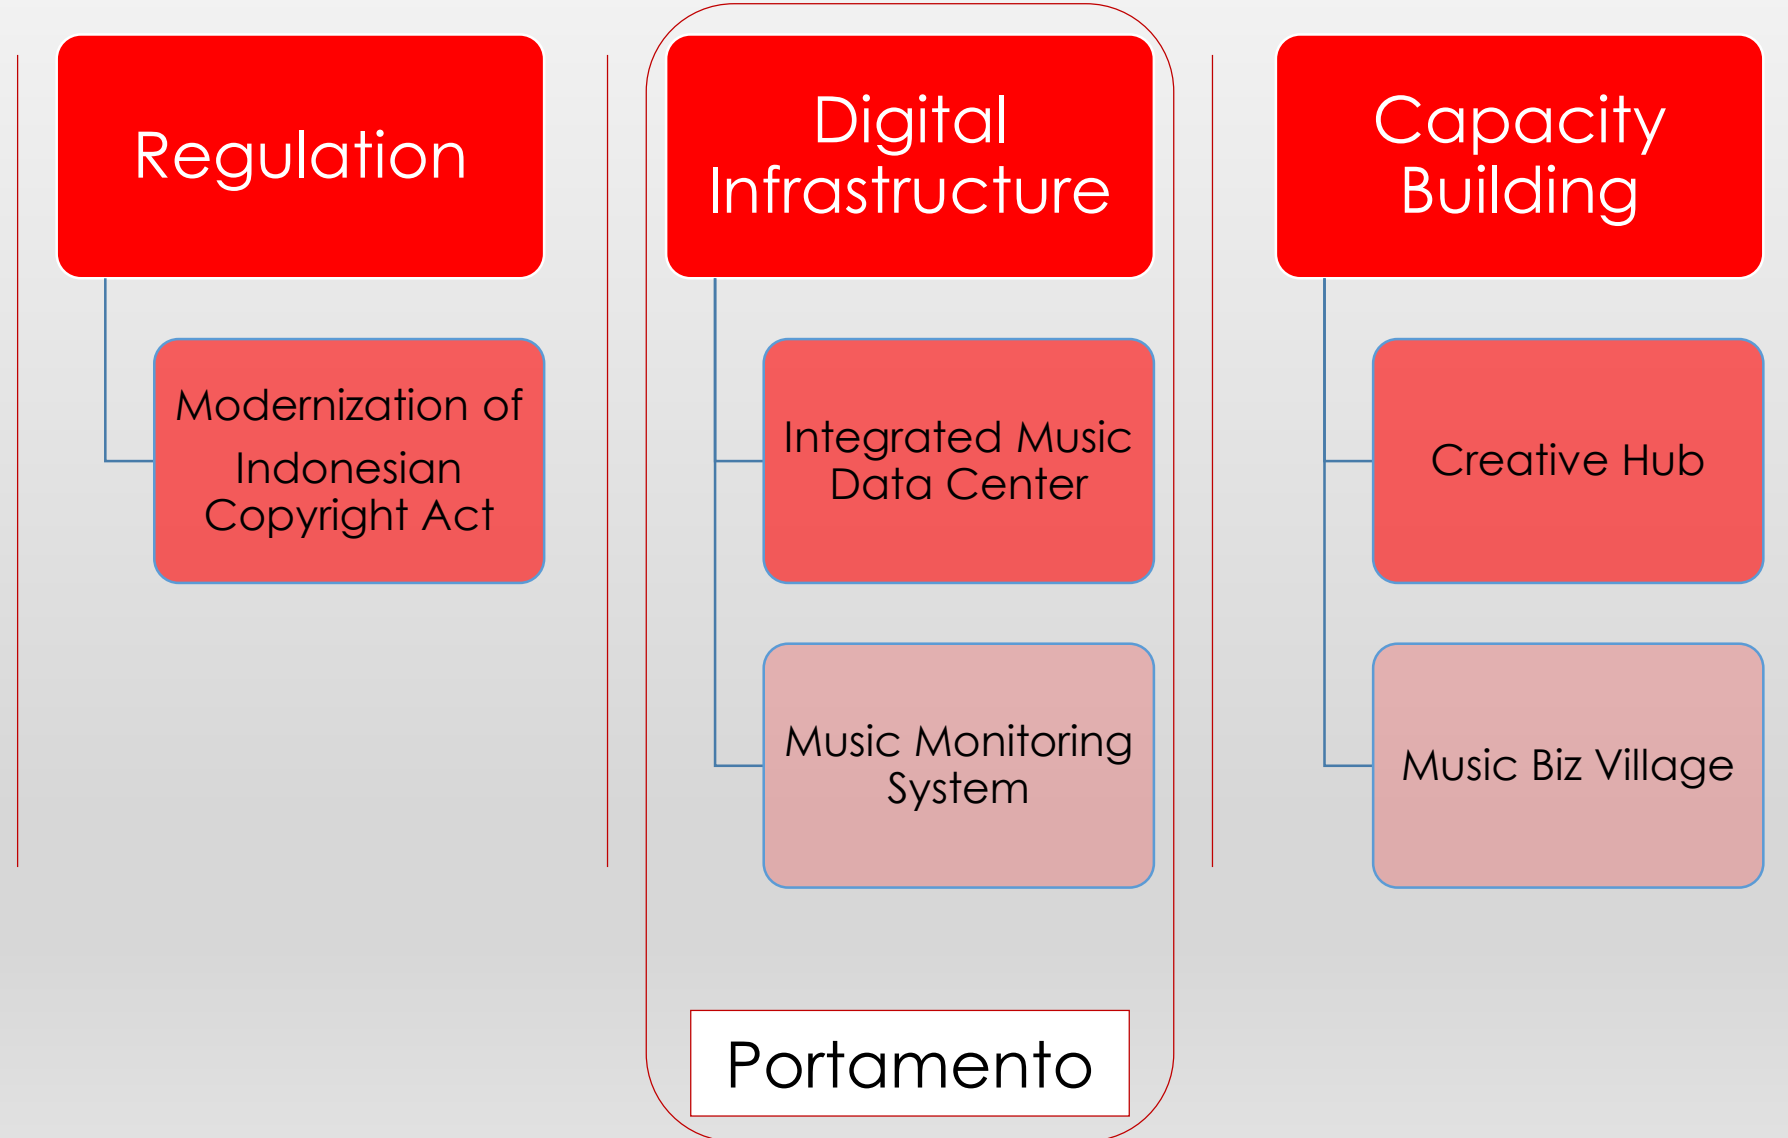 Regulation
Modernization of
Indonesian
Copyright Act
Digital
Infrastructure
Integrated Music
Data Center
Music Monitoring
System
Portamento
Capacity
Building
Creative Hub
Music Biz Village